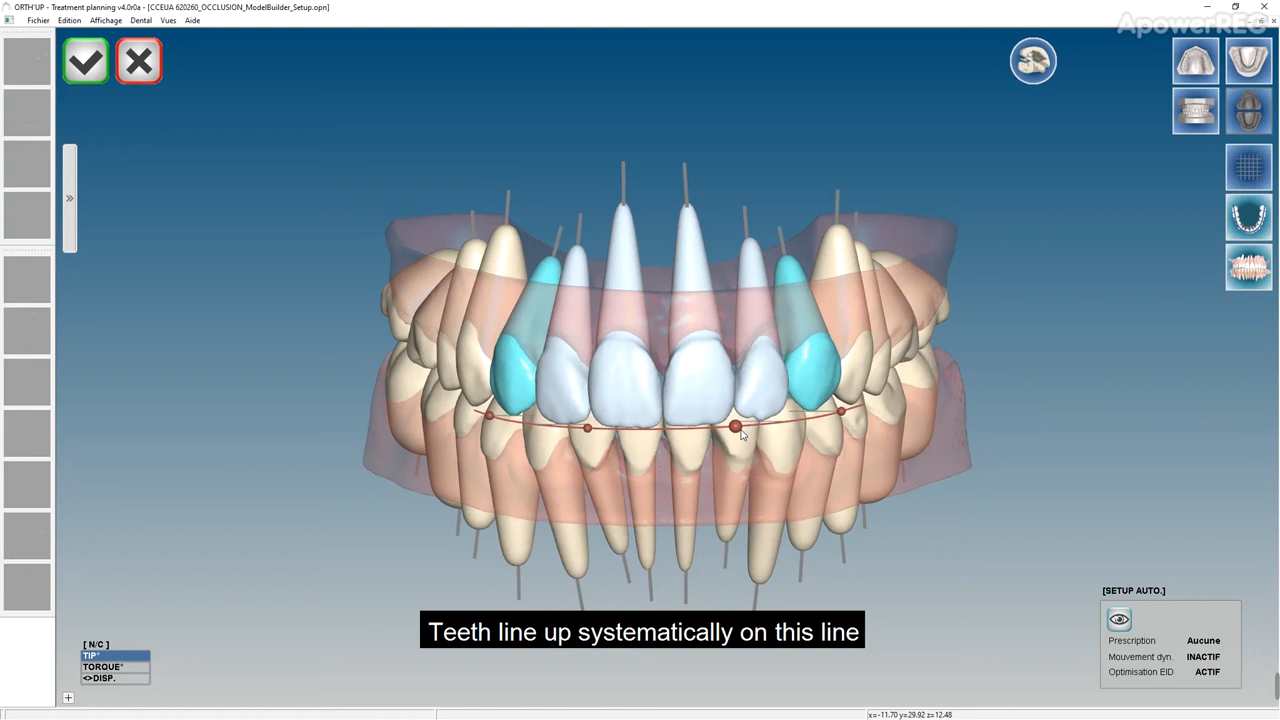 ORTH'UP - Treatment planning v4.0r0a - [CCEUA 620260_OCCLUSION_ModelBuilder_Setup.opn]
Fichier Edition Affichage Dental Vues Aide
ApowerREC
»
[SETUP AUTO.]
Prescription Aucune
Mouvement dyn. INACTIF
Optimisation EID ACTIF
Teeth line up systematically on this line
[ N/C ]
TIP°
TORQUE°
<>DISP.
+
x=-11.70 y=29.92 z=12.48